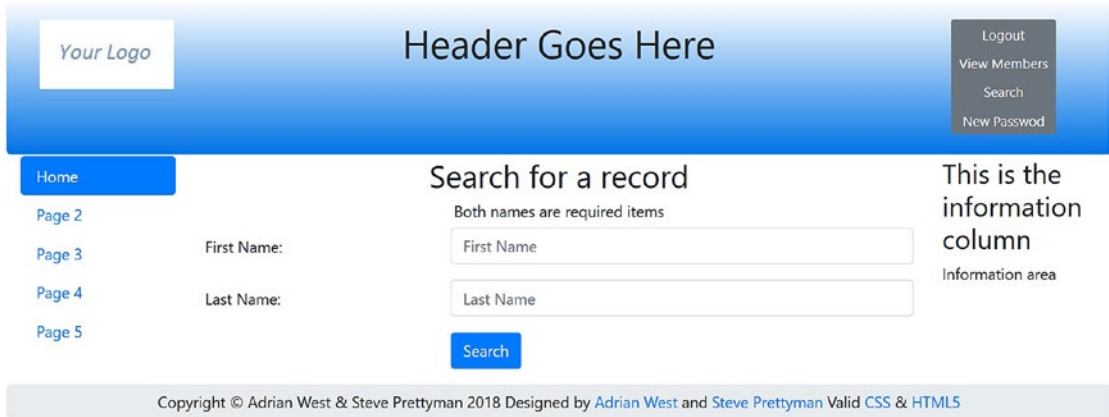 Your Logo
Header Goes Here
Logout
View Members
Search
New Passwod
Home
Page 2
Page 3
Page 4
Page 5
Search for a record
Both names are required items
First Name:
First Name
Last Name:
Last Name
Search
This is the
information
column
Information area
Copyright © Adrian West & Steve Prettyman 2018 Designed by Adrian West and Steve Prettyman Valid CSS & HTML5